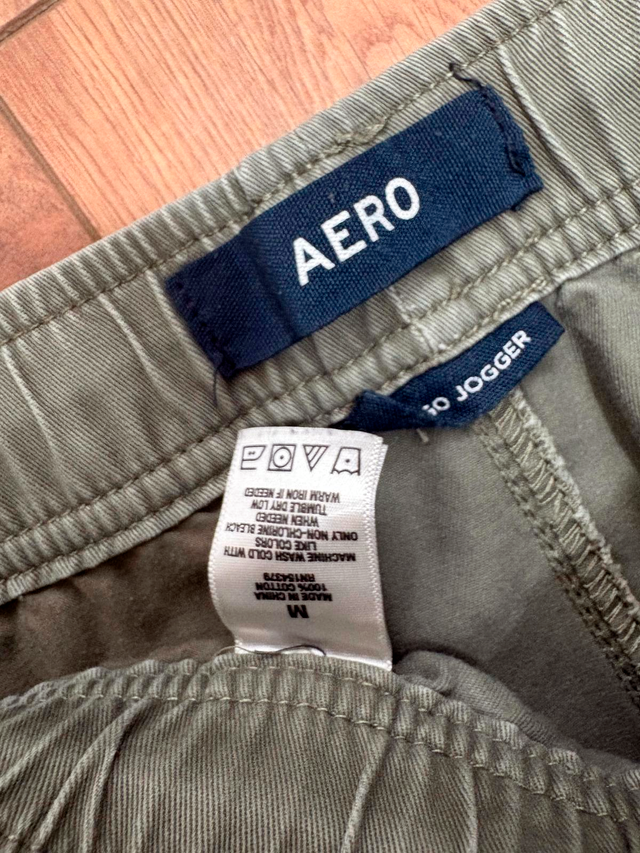 AERO
JOGGER
M
100% COTTON
MADE IN CHINA
RN154379
MACHINE WASH COLD WITH
LIKE COLORS
ONLY NON-CHLORINE BLEACH
WHEN NEEDED
TUMBLE DRY LOW
WARM IRON IF NEEDED